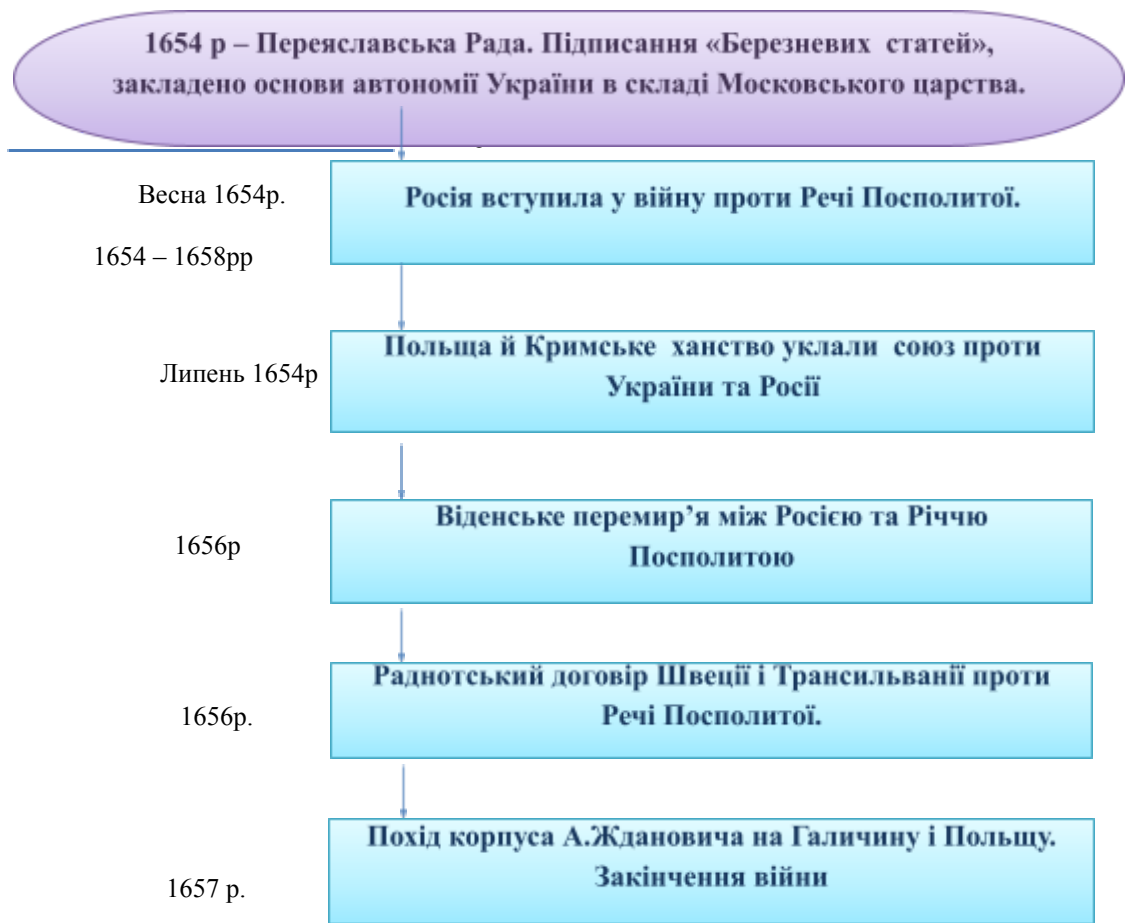 1654 р – Переяславська Рада. Підписання «Березневих статей»,
закладено основи автономії України в складі Московського царства.
Весна 1654р.
Росія вступила у війну проти Речі Посполитої.
1654 – 1658рр
Польща й Кримське ханство уклали союз проти
України та Росії
Липень 1654р
Віденське перемир’я між Росією та Річчю
Посполитою
1656р
Раднотський договір Швеції і Трансильванії проти
Речі Посполитої.
1656р.
Похід корпуса А.Ждановича на Галичину і Польщу.
Закінчення війни
1657 р.